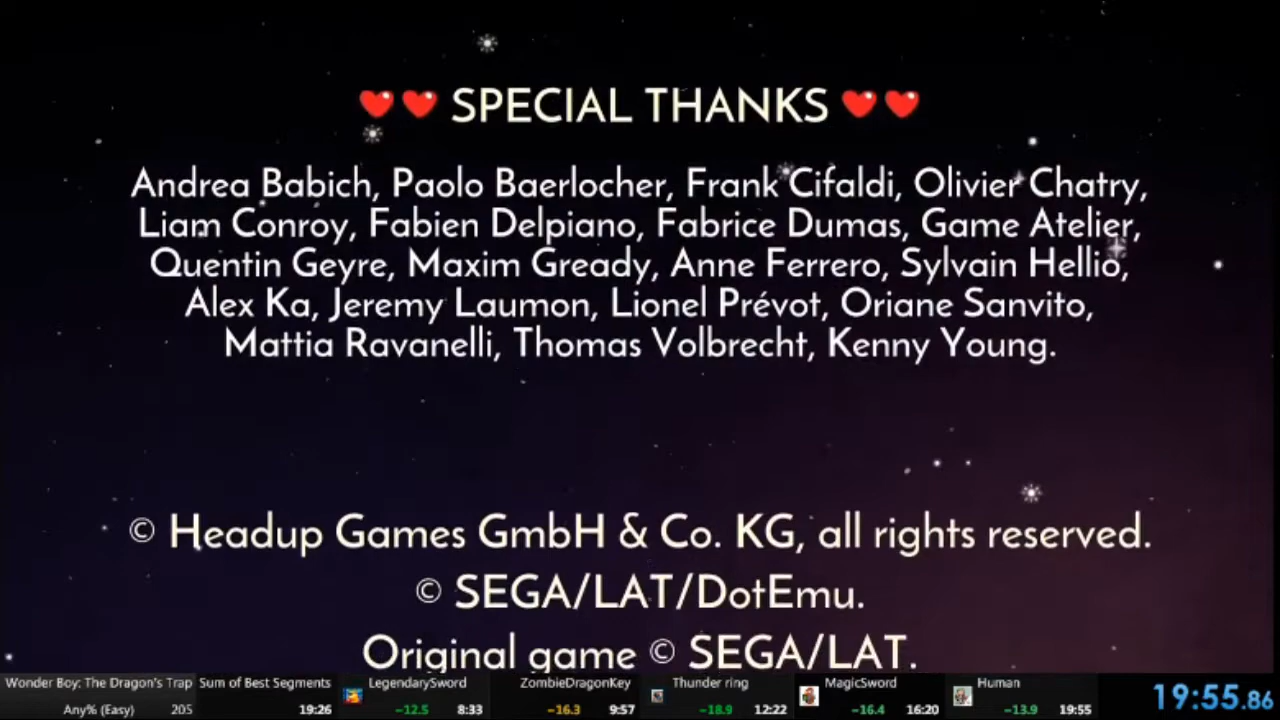 ❤❤ SPECIAL THANKS ❤❤
Andrea Babich, Paolo Baerlocher, Frank Cifaldi, Olivier Chatry,
Liam Conroy, Fabien Delpiano, Fabrice Dumas, Game Atelier,
Quentin Geyre, Maxim Gready, Anne Ferrero, Sylvain Hellio,
Alex Ka, Jeremy Laumon, Lionel Prévot, Oriane Sanvito,
Mattia Ravanelli, Thomas Volbrecht, Kenny Young.
© Headup Games GmbH & Co. KG, all rights reserved.
© SEGA/LAT/DotEmu.
Original game © SEGA/LAT.
Wonder Boy: The Dragon's Trap Sum of Best Segments LegendarySword ZombieDragonKey Thunder ring MagicSword Human 19:55.86
Any% (Easy) 205 19:26 −12.5 8:33 −16.3 9:57 −18.9 12:22 −16.4 16:20 −13.9 19:55